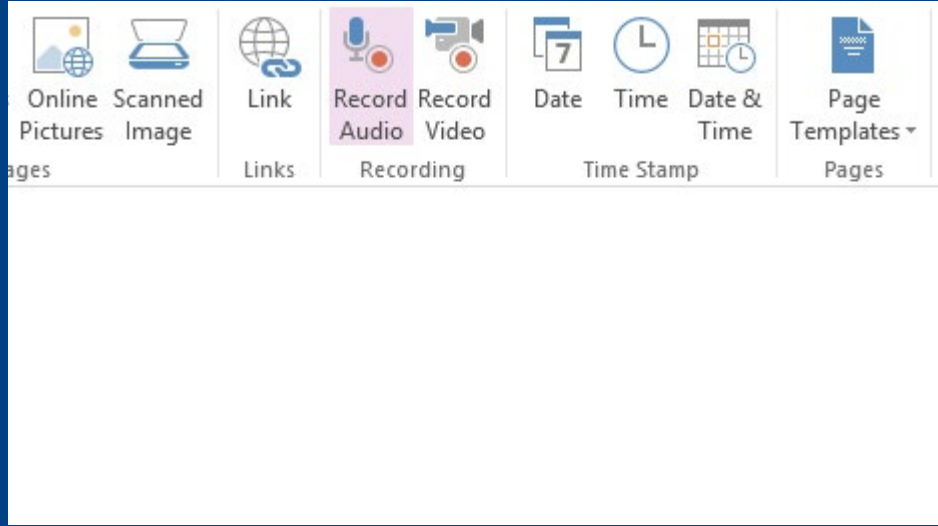 Online Scanned Link Record Record Date Time Date & Page
Pictures Image Audio Video Time Templates
Links Recording Time Stamp Pages
7